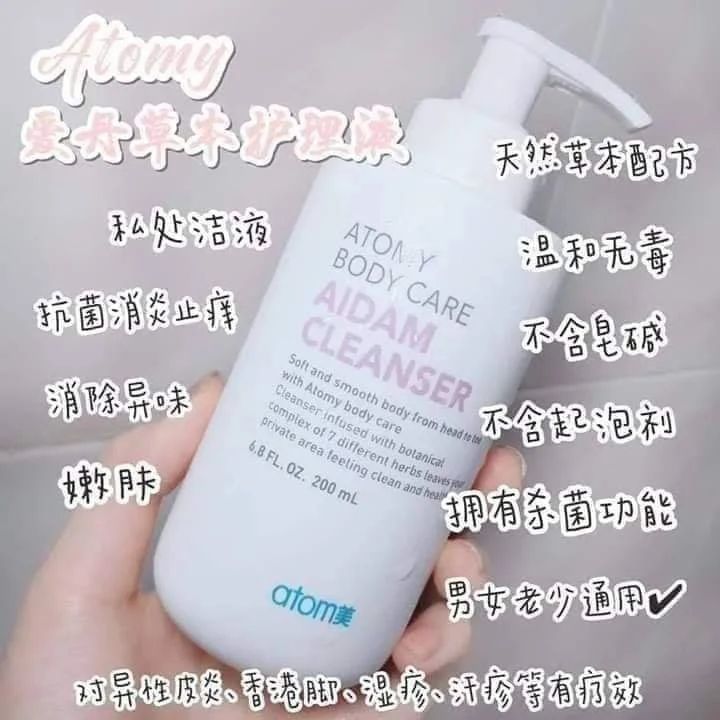 Atomy
爱丹草本护理液
天然草本配方
私处洁液
温和无毒
抗菌消炎止痒
不含皂碱
消除异味
不含起泡剂
嫩肤
拥有杀菌功能
男女老少通用✔
对异性皮炎、香港脚、湿疹、汗疹等有疗效
ATOMY
BODY CARE
AIDAM
CLEANSER
Soft and smooth body from head to toe
with Atomy body care
Cleanser infused with botanical
complex of 7 different herbs leaves your
private area feeling clean and health
6.8 FL. OZ. 200 mL
atom美